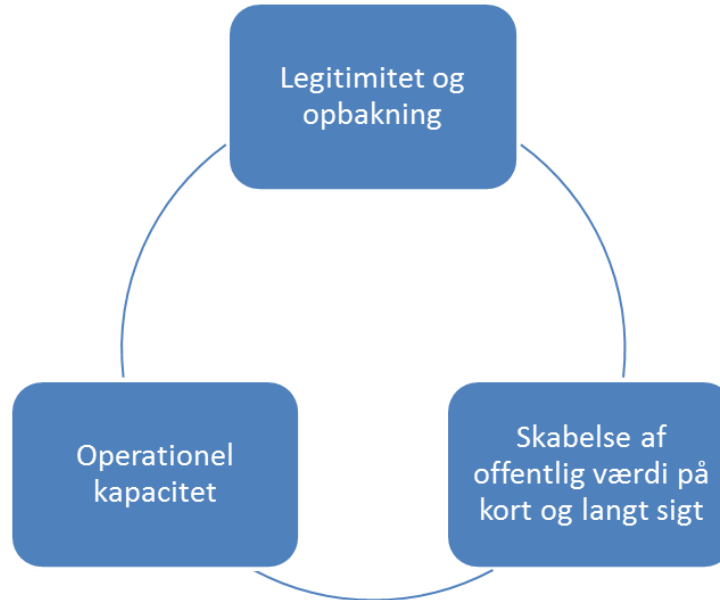 Legitimitet og
opbakning
Operationel
kapacitet
Skabelse af
offentlig værdi på
kort og langt sigt